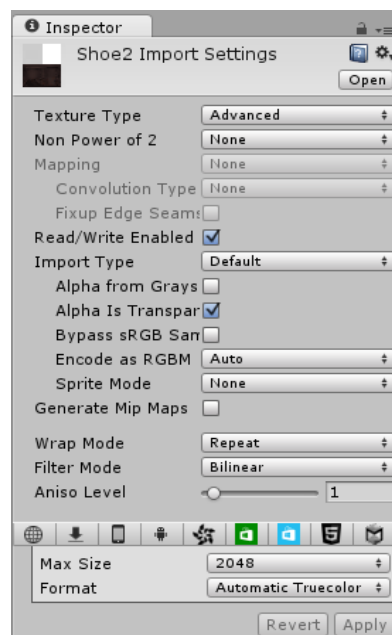 Inspector
Shoe2 Import Settings
Open
Texture Type Advanced
Non Power of 2 None
Mapping None
Convolution Type None
Fixup Edge Seams
Read/Write Enabled
Import Type Default
Alpha from Grays
Alpha Is Transpar
Bypass sRGB Sam
Encode as RGBM Auto
Sprite Mode None
Generate Mip Maps
Wrap Mode Repeat
Filter Mode Bilinear
Aniso Level 1
Max Size 2048
Format Automatic Truecolor
Revert Apply